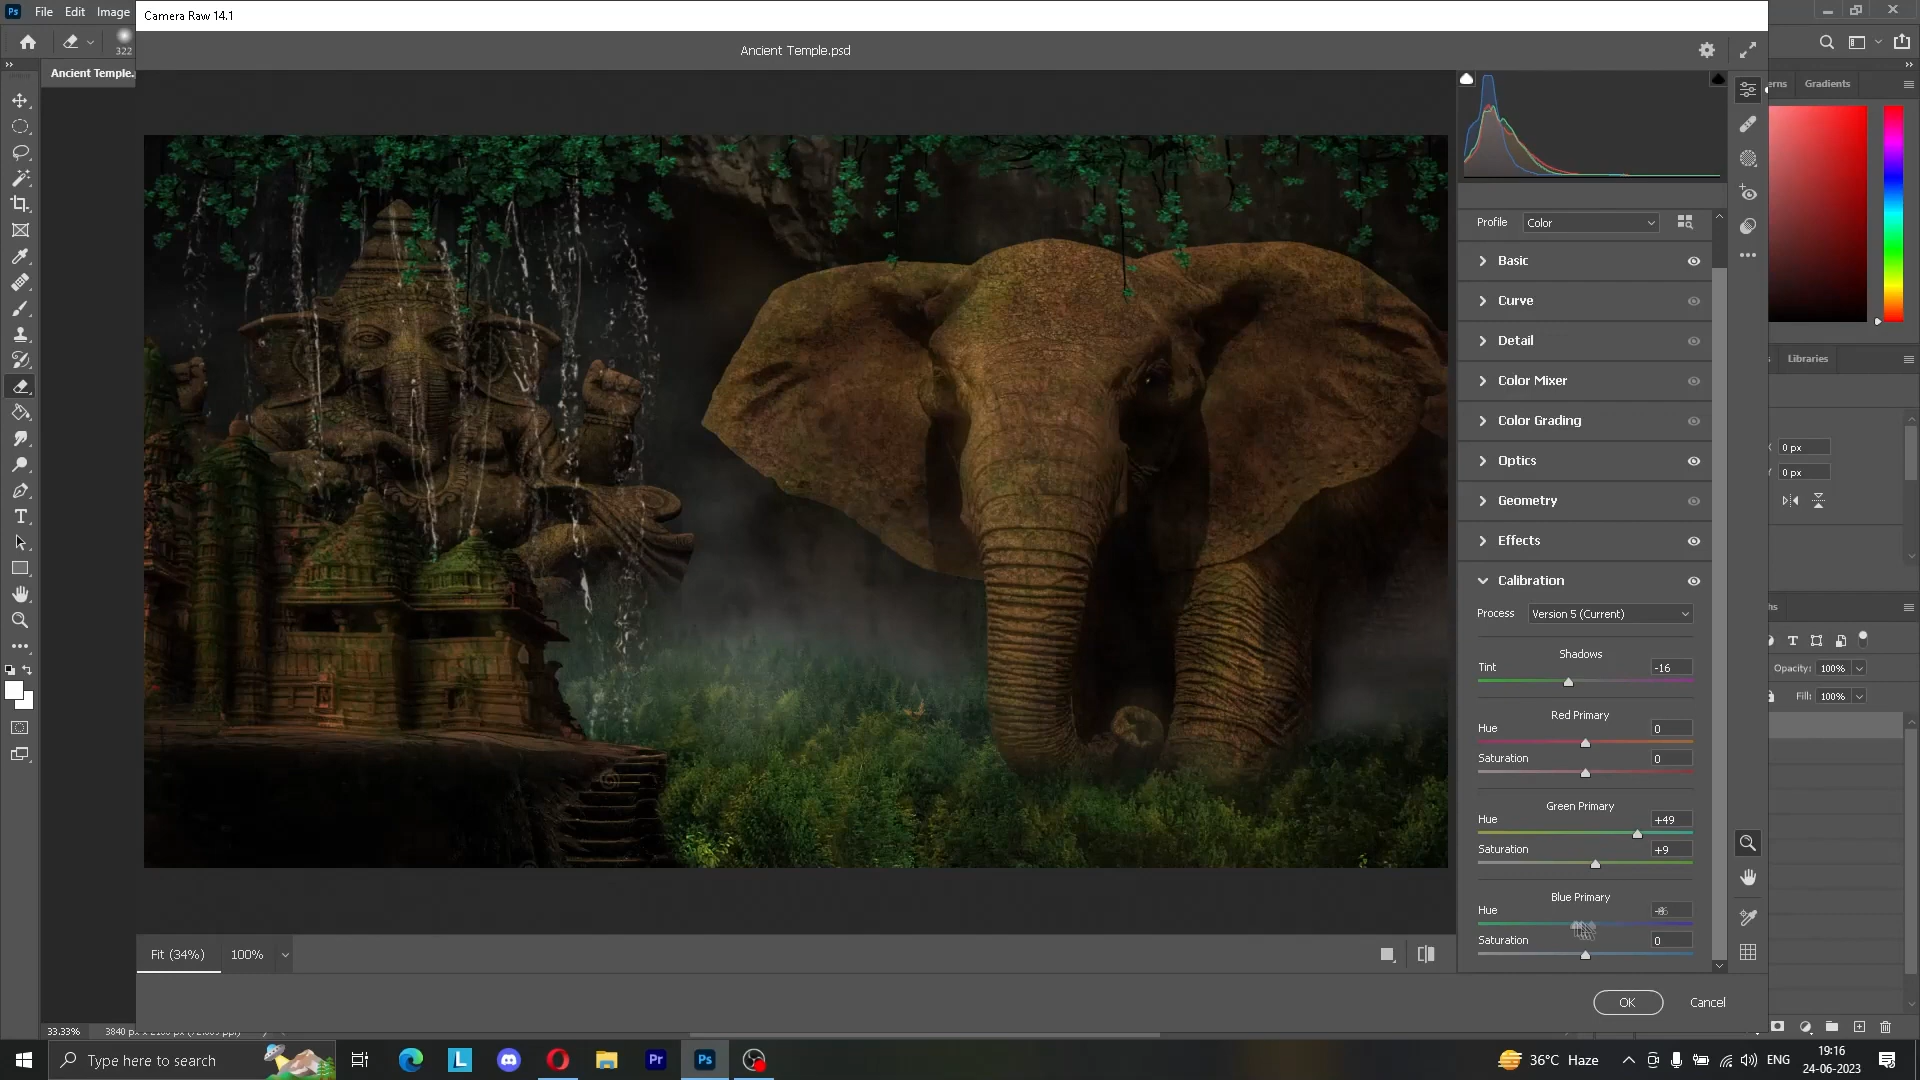 Ps File Edit Image
Camera Raw 14.1
322
Ancient Temple.psd
Ancient Temple.
Gradients
Profile Color
Basic
Curve
Detail
Libraries
Color Mixer
Color Grading
0 px
Optics
0 px
Geometry
Effects
Calibration
Process Version 5 (Current)
Shadows
Tint -16
Opacity: 100%
Fill: 100%
Red Primary
Hue 0
Saturation 0
Green Primary
Hue +49
Saturation +9
Blue Primary
Hue
Saturation 0
Fit (34%) 100%
OK Cancel
33.33%
Type here to search
L
Pr
Ps
36°C Haze
ENG
19:16
24-06-2023